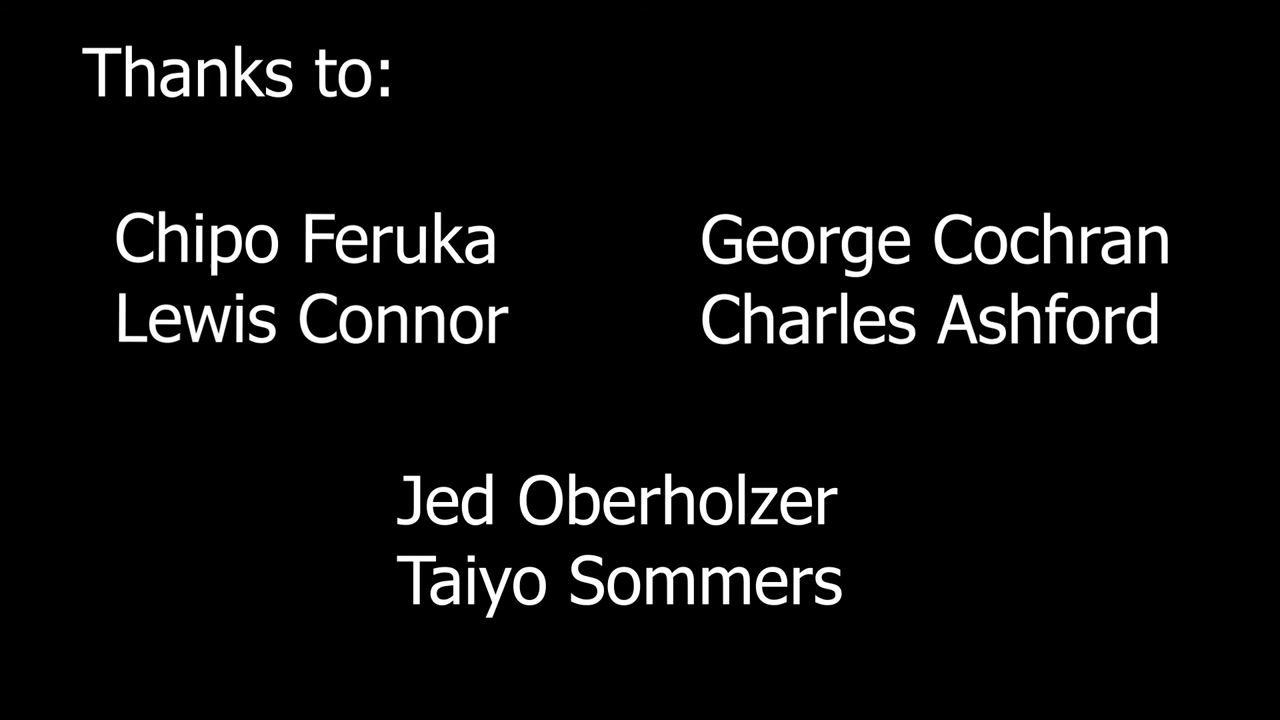 Thanks to:
Chipo Feruka
Lewis Connor
George Cochran
Charles Ashford
Jed Oberholzer
Taiyo Sommers